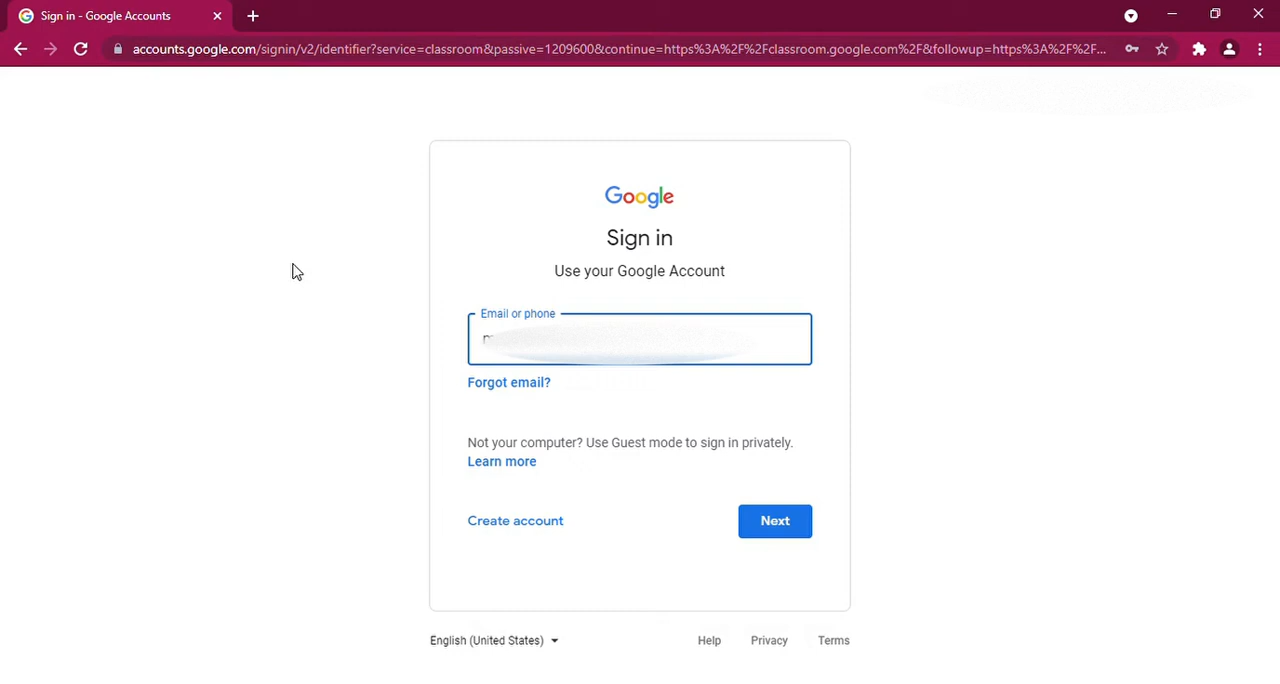 Sign in - Google Accounts
accounts.google.com/signin/v2/identifier?service=classroom&passive=1209600&continue=https%3A%2F%2Fclassroom.google.com%2F&followup=https%3A%2F%2F...
Google
Sign in
Use your Google Account
Email or phone
Forgot email?
Not your computer? Use Guest mode to sign in privately.
Learn more
Create account
Next
English (United States)
Help
Privacy
Terms